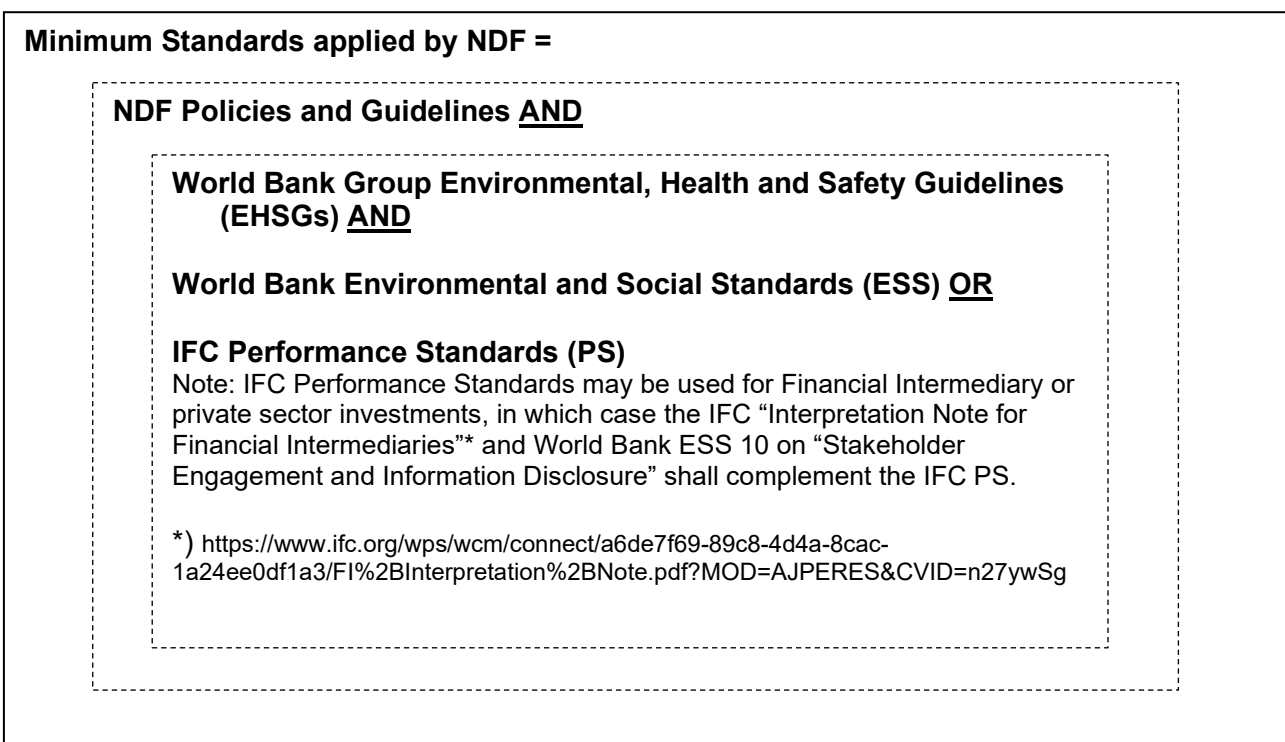 Minimum Standards applied by NDF =
NDF Policies and Guidelines AND
World Bank Group Environmental, Health and Safety Guidelines
(EHSGs) AND
World Bank Environmental and Social Standards (ESS) OR
IFC Performance Standards (PS)
Note: IFC Performance Standards may be used for Financial Intermediary or
private sector investments, in which case the IFC “Interpretation Note for
Financial Intermediaries”* and World Bank ESS 10 on “Stakeholder
Engagement and Information Disclosure” shall complement the IFC PS.
*) https://www.ifc.org/wps/wcm/connect/a6de7f69-89c8-4d4a-8cac-
1a24ee0df1a3/FI%2BInterpretation%2BNote.pdf?MOD=AJPERES&CVID=n27ywSg